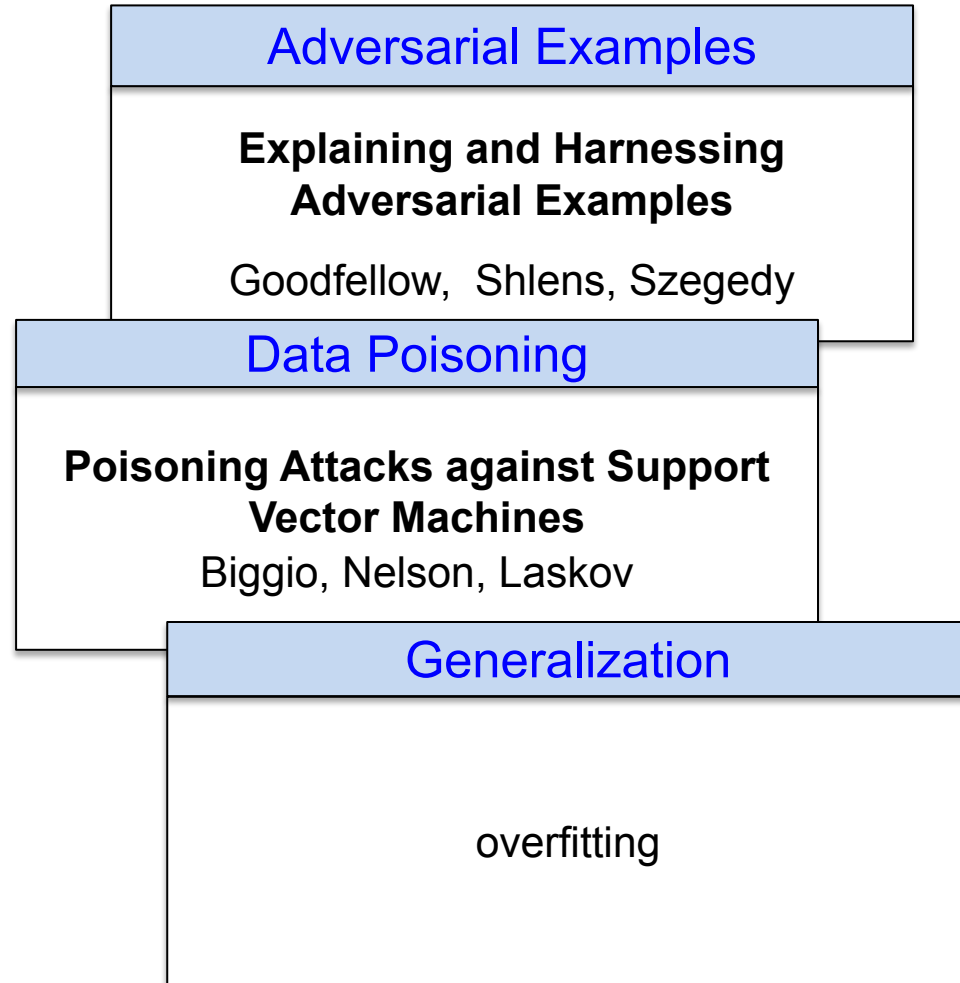 Adversarial Examples
Explaining and Harnessing
Adversarial Examples
Goodfellow, Shlens, Szegedy
Data Poisoning
Poisoning Attacks against Support
Vector Machines
Biggio, Nelson, Laskov
Generalization
overfitting